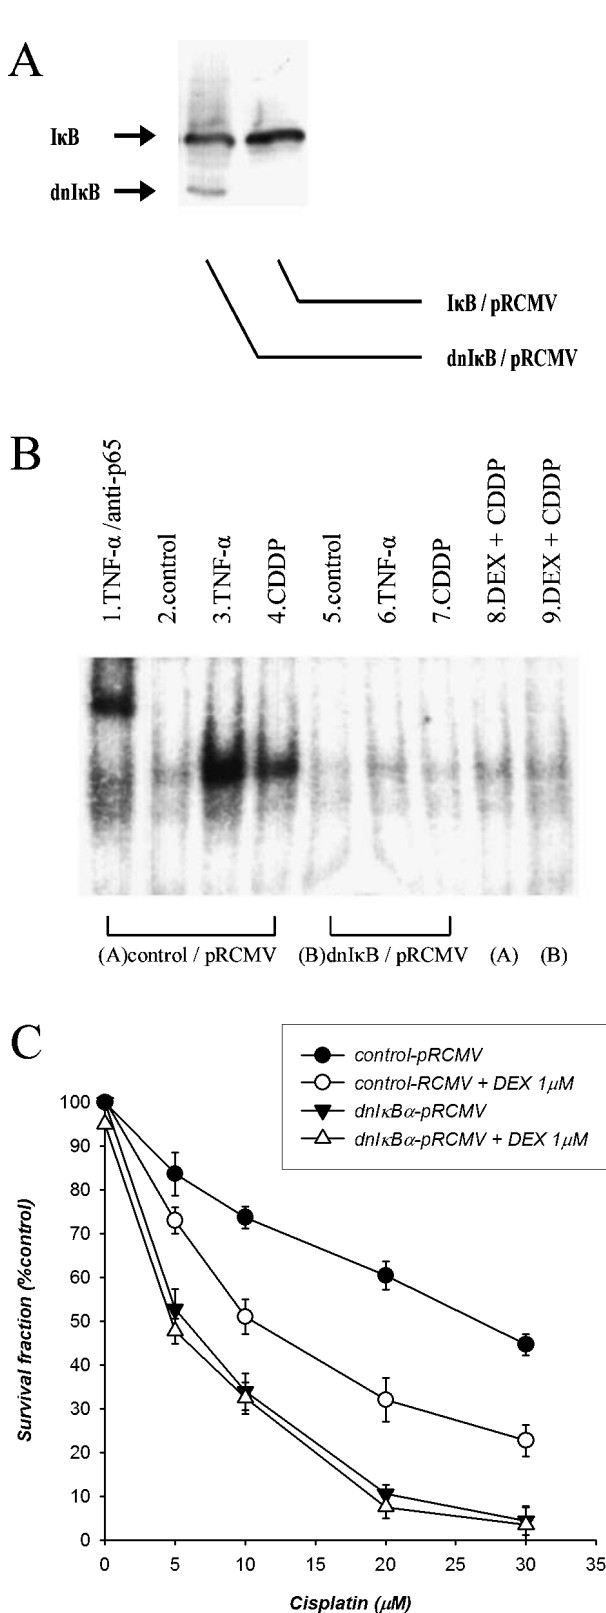 A
IκB
dnIκB
IκB / pRCMV
dnIκB / pRCMV
B
1.TNF-α /anti-p65
2.control
3.TNF-α
4.CDDP
5.control
6.TNF-α
7.CDDP
8.DEX + CDDP
9.DEX + CDDP
(A)control / pRCMV
(B)dnIκB / pRCMV
(A)
(B)
C
control-pRCMV
control-RCMV + DEX 1μM
dnIκBα-pRCMV
dnIκBα-pRCMV + DEX 1μM
Survival fraction (%control)
100
90
80
70
60
50
40
30
20
10
0
0 5 10 15 20 25 30 35
Cisplatin (μM)